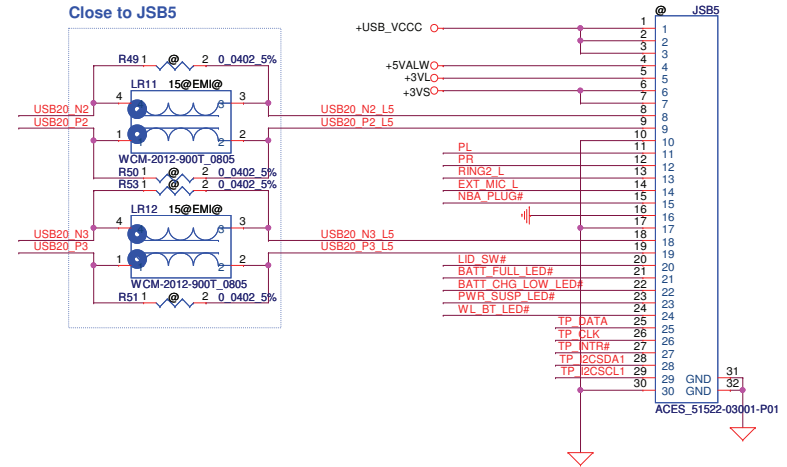 Close to JSB5
@ JSB5
+USB_VCCC
+5VALW
+3VL
+3VS
R49 1 @ 2 0_0402_5%
LR11 15@EMI@
4 3
4 3
USB20_N2
USB20_P2
1 2
1 2
WCM-2012-900T_0805
R50 1 @ 2 0_0402_5%
R53 1 @ 2 0_0402_5%
LR12 15@EMI@
4 3
USB20_N3
USB20_P3
1 2
2
WCM-2012-900T_0805
R51 1 @ 2 0_0402_5%
USB20_N2_L5
USB20_P2_L5
USB20_N3_L5
USB20_P3_L5
PL
PR
RING2_L
EXT_MIC_L
NBA_PLUG#
LID_SW#
BATT_FULL_LED#
BATT_CHG_LOW_LED#
PWR_SUSP_LED#
WL_BT_LED#
TP_DATA
TP_CLK
TP_INTR#
TP_I2CSDA1
TP_I2CSCL1
1 1
2 2
3 3
4 4
5 5
6 6
7 7
8 8
9 9
10 10
11 11
12 12
13 13
14 14
15 15
16 16
17 17
18 18
19 19
20 20
21 21
22 22
23 23
24 24
25 25
26 26
27 27
28 28
29 29 GND 31
30 30 GND 32
ACES_51522-03001-P01